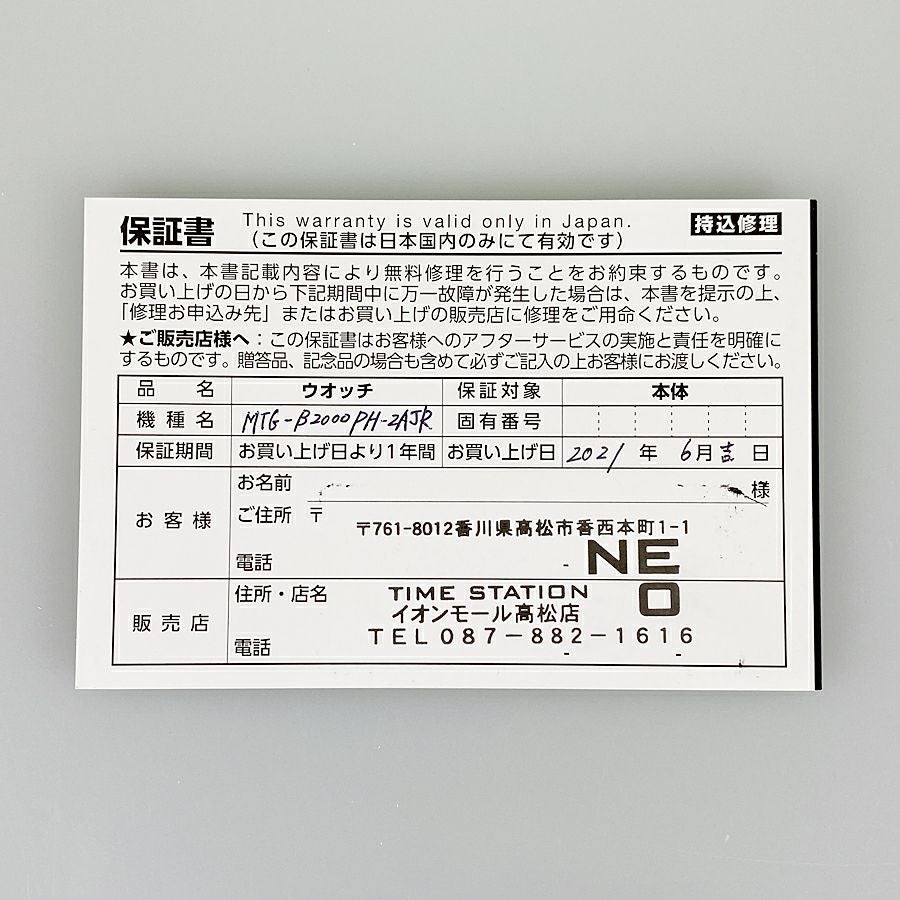 保証書 This warranty is valid only in Japan. 持込修理
（この保証書は日本国内のみにて有効です）
本書は、本書記載内容により無料修理を行うことをお約束するものです。
お買い上げの日から下記期間中に万一故障が発生した場合は、本書を提示の上、
「修理お申込み先」またはお買い上げの販売店に修理をご用命ください。
★ご販売店様へ：この保証書はお客様へのアフターサービスの実施と責任を明確に
するものです。贈答品、記念品の場合も含めて必ずご記入の上お客様にお渡しください。
品名 ウオッチ 保証対象 本体
機種名 MTG-B2000PH-2AJR 固有番号
保証期間 お買い上げ日より1年間 お買い上げ日 2021年 6月吉日
お名前 様
お客様 ご住所 〒
〒761-8012香川県高松市香西本町1-1
電話 - NE
住所・店名 TIME STATION O
イオンモール高松店
販売店
電話 TEL087-882-1616
- -